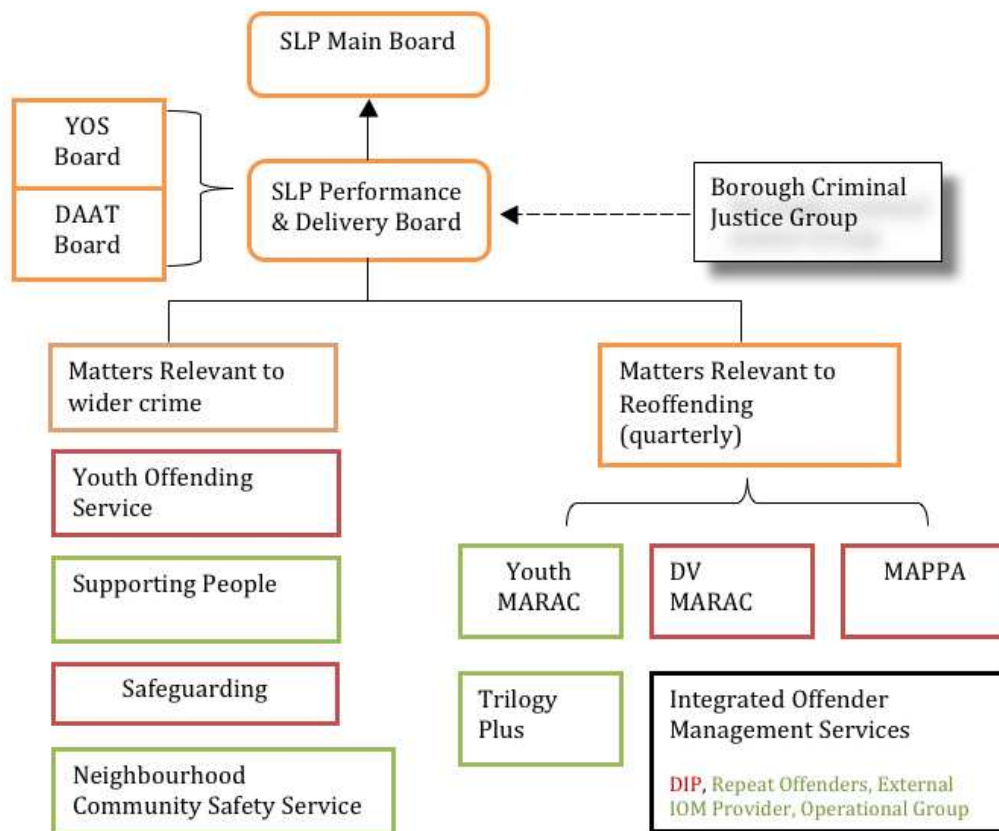 SLP Main Board
YOS
Board
DAAT
Board
SLP Performance
& Delivery Board
Borough Criminal
Justice Group
Matters Relevant to
wider crime
Youth Offending
Service
Supporting People
Safeguarding
Neighbourhood
Community Safety Service
Matters Relevant to
Reoffending
(quarterly)
Youth
MARAC
DV
MARAC
MAPPA
Trilogy
Plus
Integrated Offender
Management Services
DIP, Repeat Offenders, External
IOM Provider, Operational Group